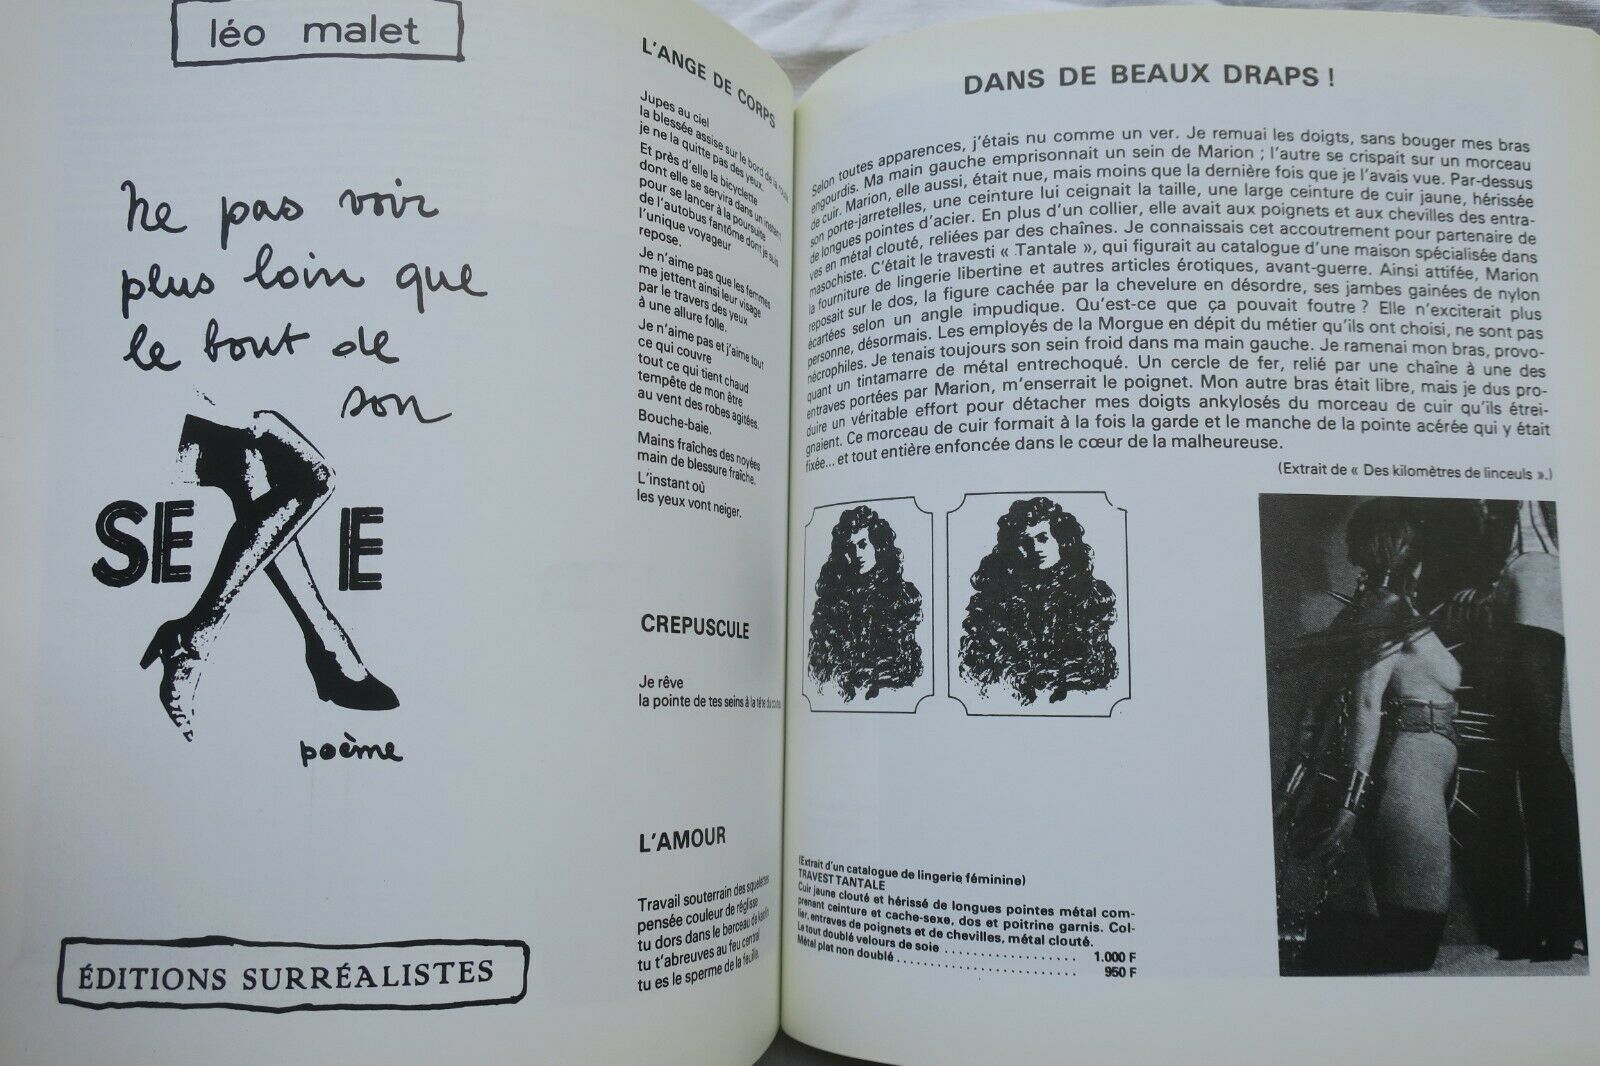 léo malet
ne pas voir
plus loin que
le bout de
son
SEXE
poème
ÉDITIONS SURRÉALISTES
L'ANGE DE CORPS
Jupes au ciel
la blessée assise sur le bord de la route
je ne la quitte pas des yeux.
Et près d'elle la bicyclette
dont elle se servira dans un instant
pour se lancer à la poursuite
de l'autobus fantôme dont je suis
l'unique voyageur
repose.
Je n'aime pas que les femmes
me jettent ainsi leur visage
par le travers des yeux
à une allure folle.
Je n'aime pas et j'aime tout
ce qui couvre
tout ce qui tient chaud
tempête de mon être
au vent des robes agitées.
Bouche-baie.
Mains fraîches des noyées
main de blessure fraîche.
L'instant où
les yeux vont neiger.
CREPUSCULE
Je rêve
la pointe de tes seins à la tête du
L'AMOUR
Travail souterrain des squelettes
pensée couleur de réglisse
tu dors dans le berceau de
tu t'abreuves au feu central
tu es le sperme de la feuille.
DANS DE BEAUX DRAPS !
Selon toutes apparences, j'étais nu comme un ver. Je remuai les doigts, sans bouger mes bras
engourdis. Ma main gauche emprisonnait un sein de Marion ; l'autre se crispait sur un morceau
de cuir. Marion, elle aussi, était nue, mais moins que la dernière fois que je l'avais vue. Par-dessus
son porte-jarretelles, une ceinture lui ceignait la taille, une large ceinture de cuir jaune, hérissée
de longues pointes d'acier. En plus d'un collier, elle avait aux poignets et aux chevilles des entra-
ves en métal clouté, reliées par des chaînes. Je connaissais cet accoutrement pour partenaire de
masochiste. C'était le travesti « Tantale », qui figurait au catalogue d'une maison spécialisée dans
la fourniture de lingerie libertine et autres articles érotiques, avant-guerre. Ainsi attifée, Marion
reposait sur le dos, la figure cachée par la chevelure en désordre, ses jambes gainées de nylon
écartées selon un angle impudique. Qu'est-ce que ça pouvait foutre ? Elle n'exciterait plus
personne, désormais. Les employés de la Morgue en dépit du métier qu'ils ont choisi, ne sont pas
nécrophiles. Je tenais toujours son sein froid dans ma main gauche. Je ramenai mon bras, provo-
quant un tintamarre de métal entrechoqué. Un cercle de fer, relié par une chaîne à une des
entraves portées par Marion, m'enserrait le poignet. Mon autre bras était libre, mais je dus pro-
duire un véritable effort pour détacher mes doigts ankylosés du morceau de cuir qu'ils étrei-
gnaient. Ce morceau de cuir formait à la fois la garde et le manche de la pointe acérée qui y était
fixée... et tout entière enfoncée dans le cœur de la malheureuse.
(Extrait de « Des kilomètres de linceuls ».)
(Extrait d'un catalogue de lingerie féminine)
TRAVEST TANTALE
Cuir jaune clouté et hérissé de longues pointes métal com-
prenant ceinture et cache-sexe, dos et poitrine garnis. Col-
lier, entraves de poignets et de chevilles, métal clouté.
Le tout doublé velours de soie . . . . . . . . . . . . . . . . . . 1.000 F
Métal plat non doublé . . . . . . . . . . . . . . . . . . . . . . . . 950 F